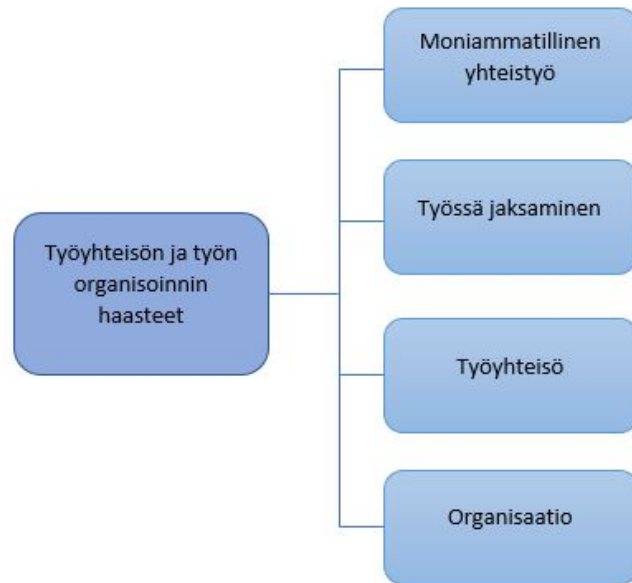 Moniammatillinen
yhteistyö
Työssä jaksaminen
Työyhteisön ja työn
organisoinnin
haasteet
Työyhteisö
Organisaatio